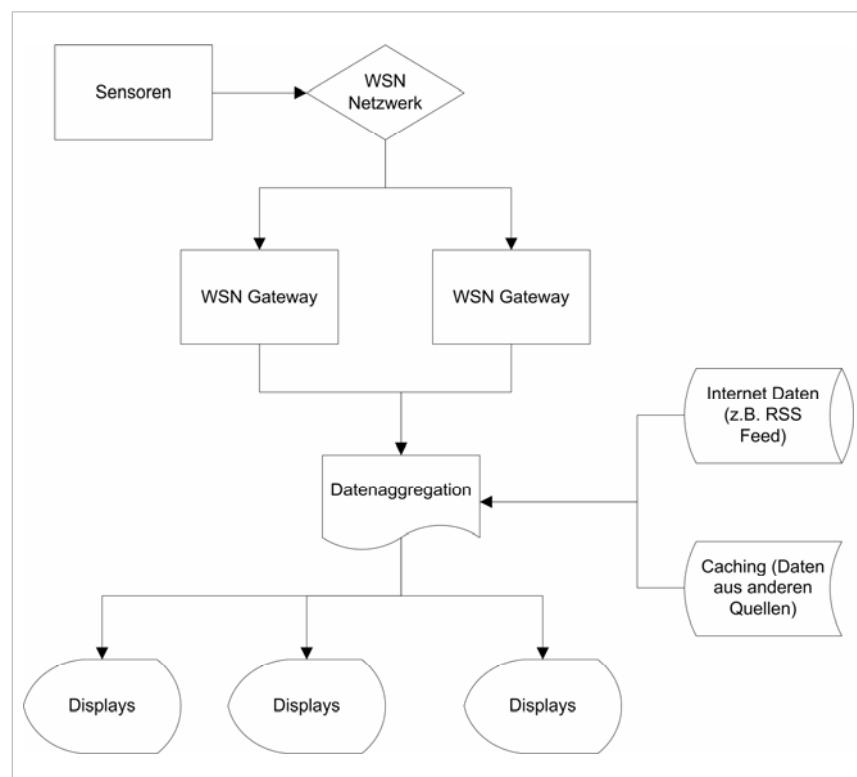 Sensoren
WSN
Netzwerk
WSN Gateway
WSN Gateway
Internet Daten
(z.B. RSS
Feed)
Datenaggregation
Caching (Daten
aus anderen
Quellen)
Displays
Displays
Displays